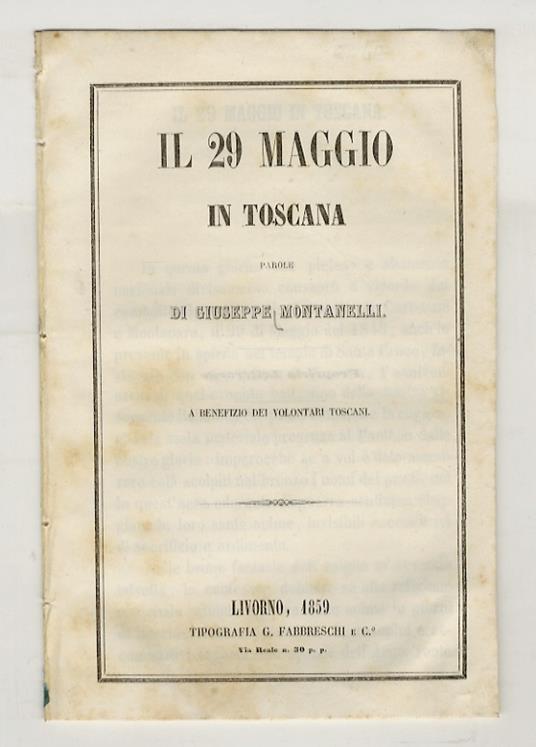 IL 29 MAGGIO
IN TOSCANA
PAROLE
DI GIUSEPPE MONTANELLI.
A BENEFIZIO DEI VOLONTARI TOSCANI.
LIVORNO, 1859
TIPOGRAFIA G. FABBRESCHI E C.º
Via Reale n. 30 p. p.